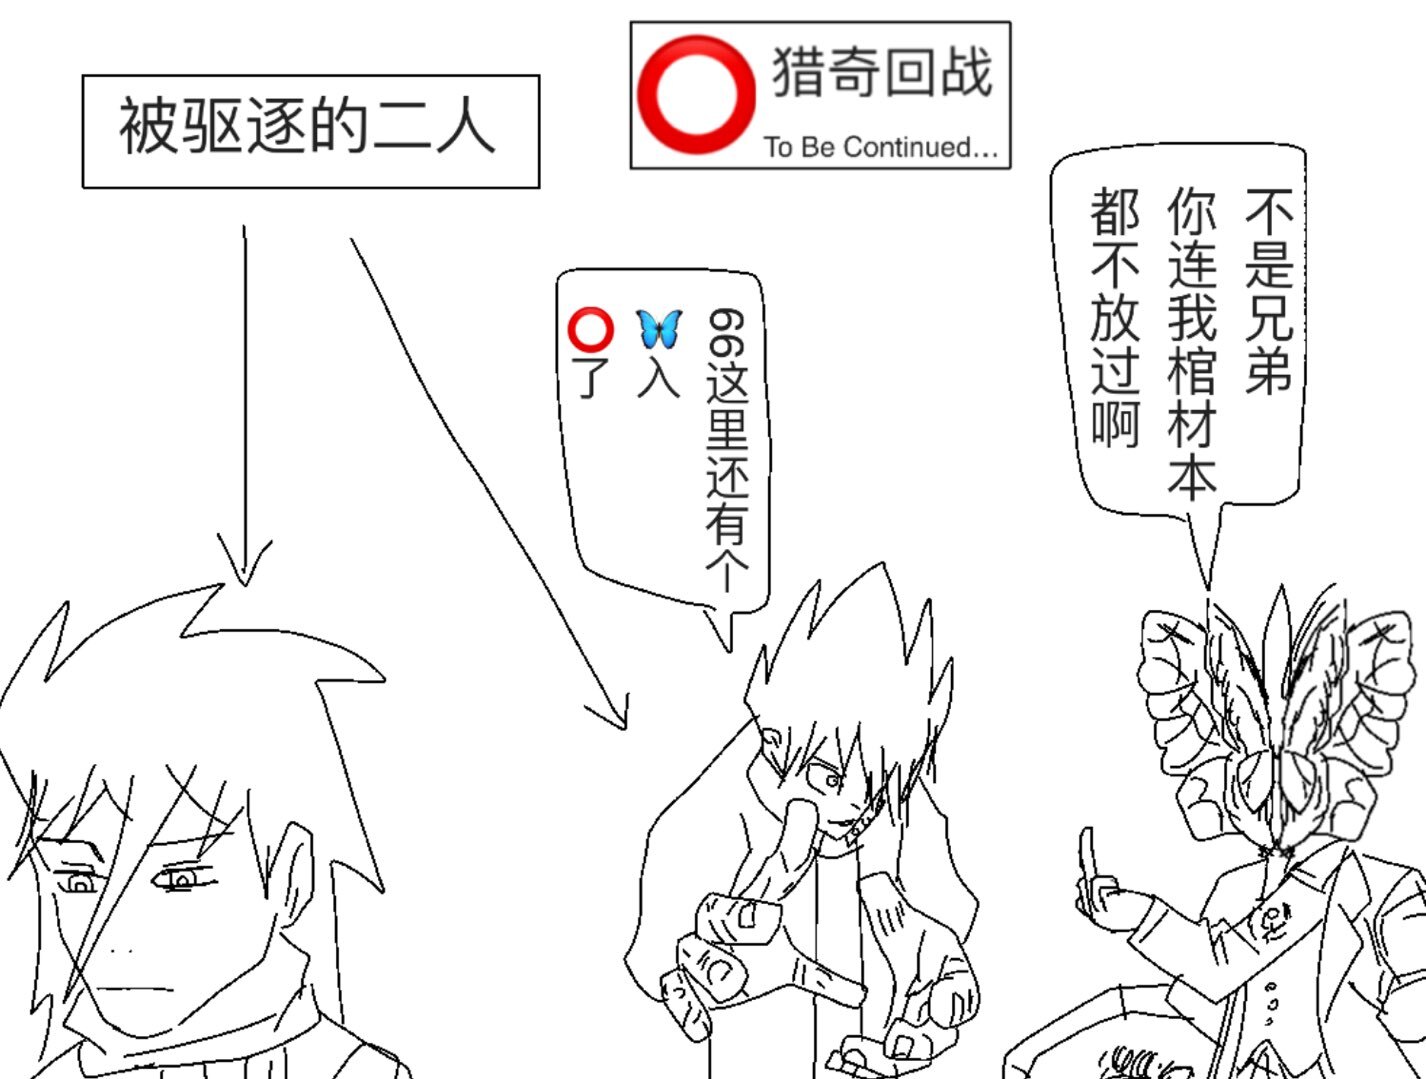 被驱逐的二人
⭕猎奇回战
To Be Continued...
66这里还有个
🦋入
⭕了
不是兄弟
你连我棺材本
都不放过啊